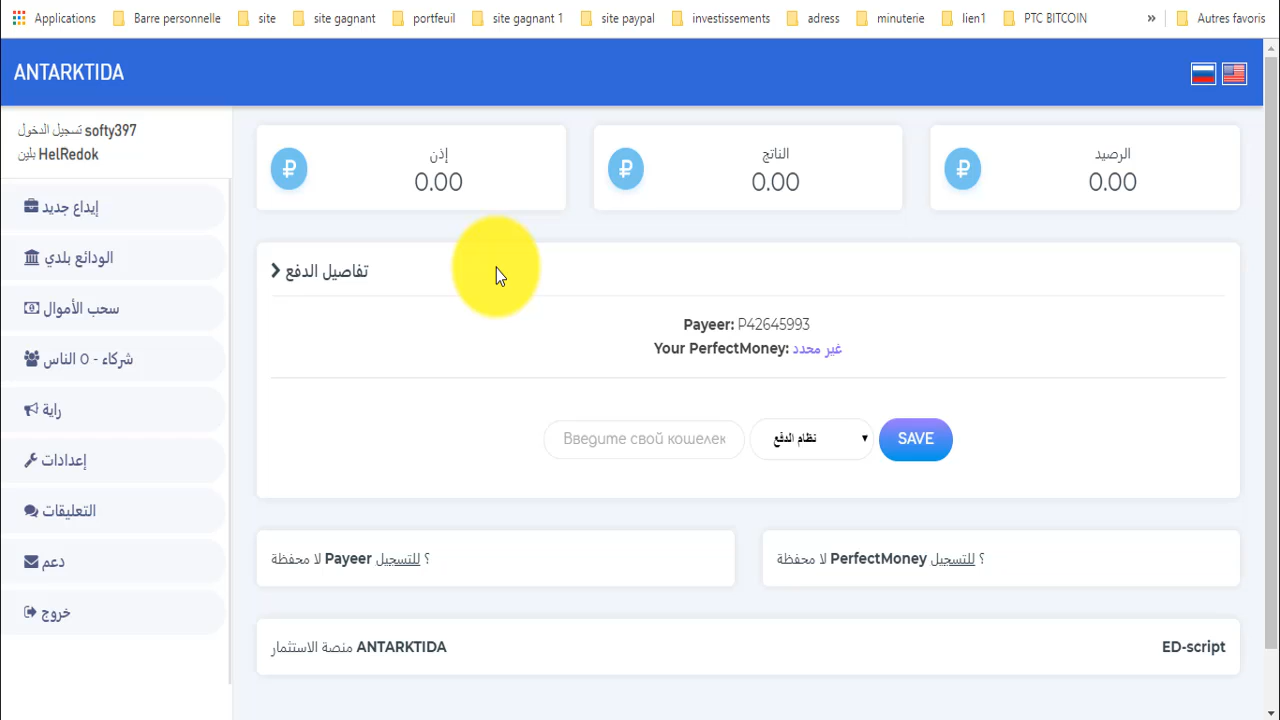 Applications Barre personnelle site site gagnant portfeuil site gagnant 1 site paypal investissements adress minuterie lien1 PTC BITCOIN » Autres favoris
ANTARKTIDA
تسجيل الدخول softy397
بلين HelRedok
إيداع جديد
الودائع بلدي
سحب الأموال
شركاء - 0 الناس
راية
إعدادات
التعليقات
دعم
خروج
إذن
0.00
الناتج
0.00
الرصيد
0.00
تفاصيل الدفع
Payeer: P42645993
Your PerfectMoney: غير محدد
Введите свой кошелек نظام الدفع SAVE
لا محفظة Payeer للتسجيل ؟
لا محفظة PerfectMoney للتسجيل ؟
منصة الاستثمار ANTARKTIDA
ED-script